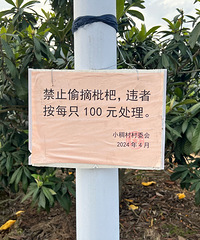 禁止偷摘枇杷，违者
按每只 100 元处理。
小稠村村委会
2024 年 4 月